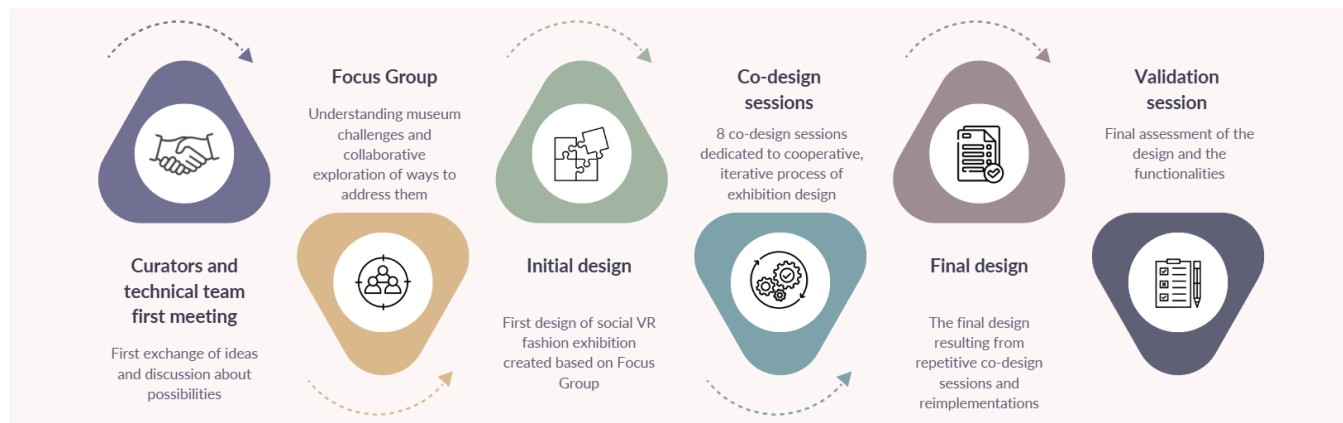 Curators and
technical team
first meeting
First exchange of ideas
and discussion about
possibilities
Focus Group
Understanding museum
challenges and
collaborative
exploration of ways to
address them
Initial design
First design of social VR
fashion exhibition
created based on Focus
Group
Co-design
sessions
8 co-design sessions
dedicated to cooperative,
iterative process of
exhibition design
Final design
The final design
resulting from
repetitive co-design
sessions and
reimplementations
Validation
session
Final assessment of the
design and the
functionalities